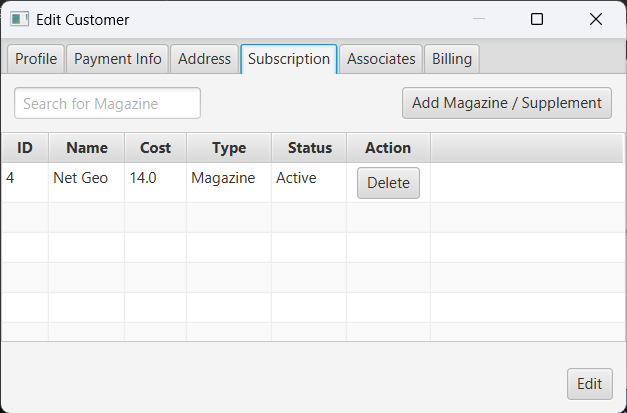 Edit Customer
Profile Payment Info Address Subscription Associates Billing
Search for Magazine Add Magazine / Supplement
ID Name Cost Type Status Action
4 Net Geo 14.0 Magazine Active Delete
Edit